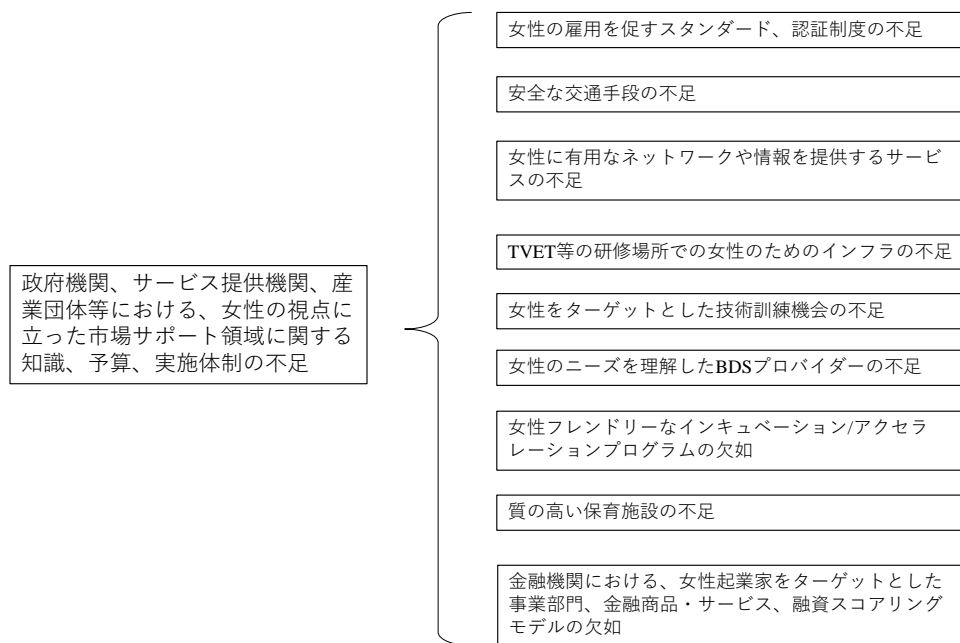 女性の雇用を促すスタンダード、認証制度の不足
安全な交通手段の不足
女性に有用なネットワークや情報を提供するサービ
スの不足
TVET等の研修場所での女性のためのインフラの不足
政府機関、サービス提供機関、産
業団体等における、女性の視点に
立った市場サポート領域に関する
知識、予算、実施体制の不足
女性をターゲットとした技術訓練機会の不足
女性のニーズを理解したBDSプロバイダーの不足
女性フレンドリーなインキュベーション/アクセラ
レーションプログラムの欠如
質の高い保育施設の不足
金融機関における、女性起業家をターゲットとした
事業部門、金融商品・サービス、融資スコアリング
モデルの欠如